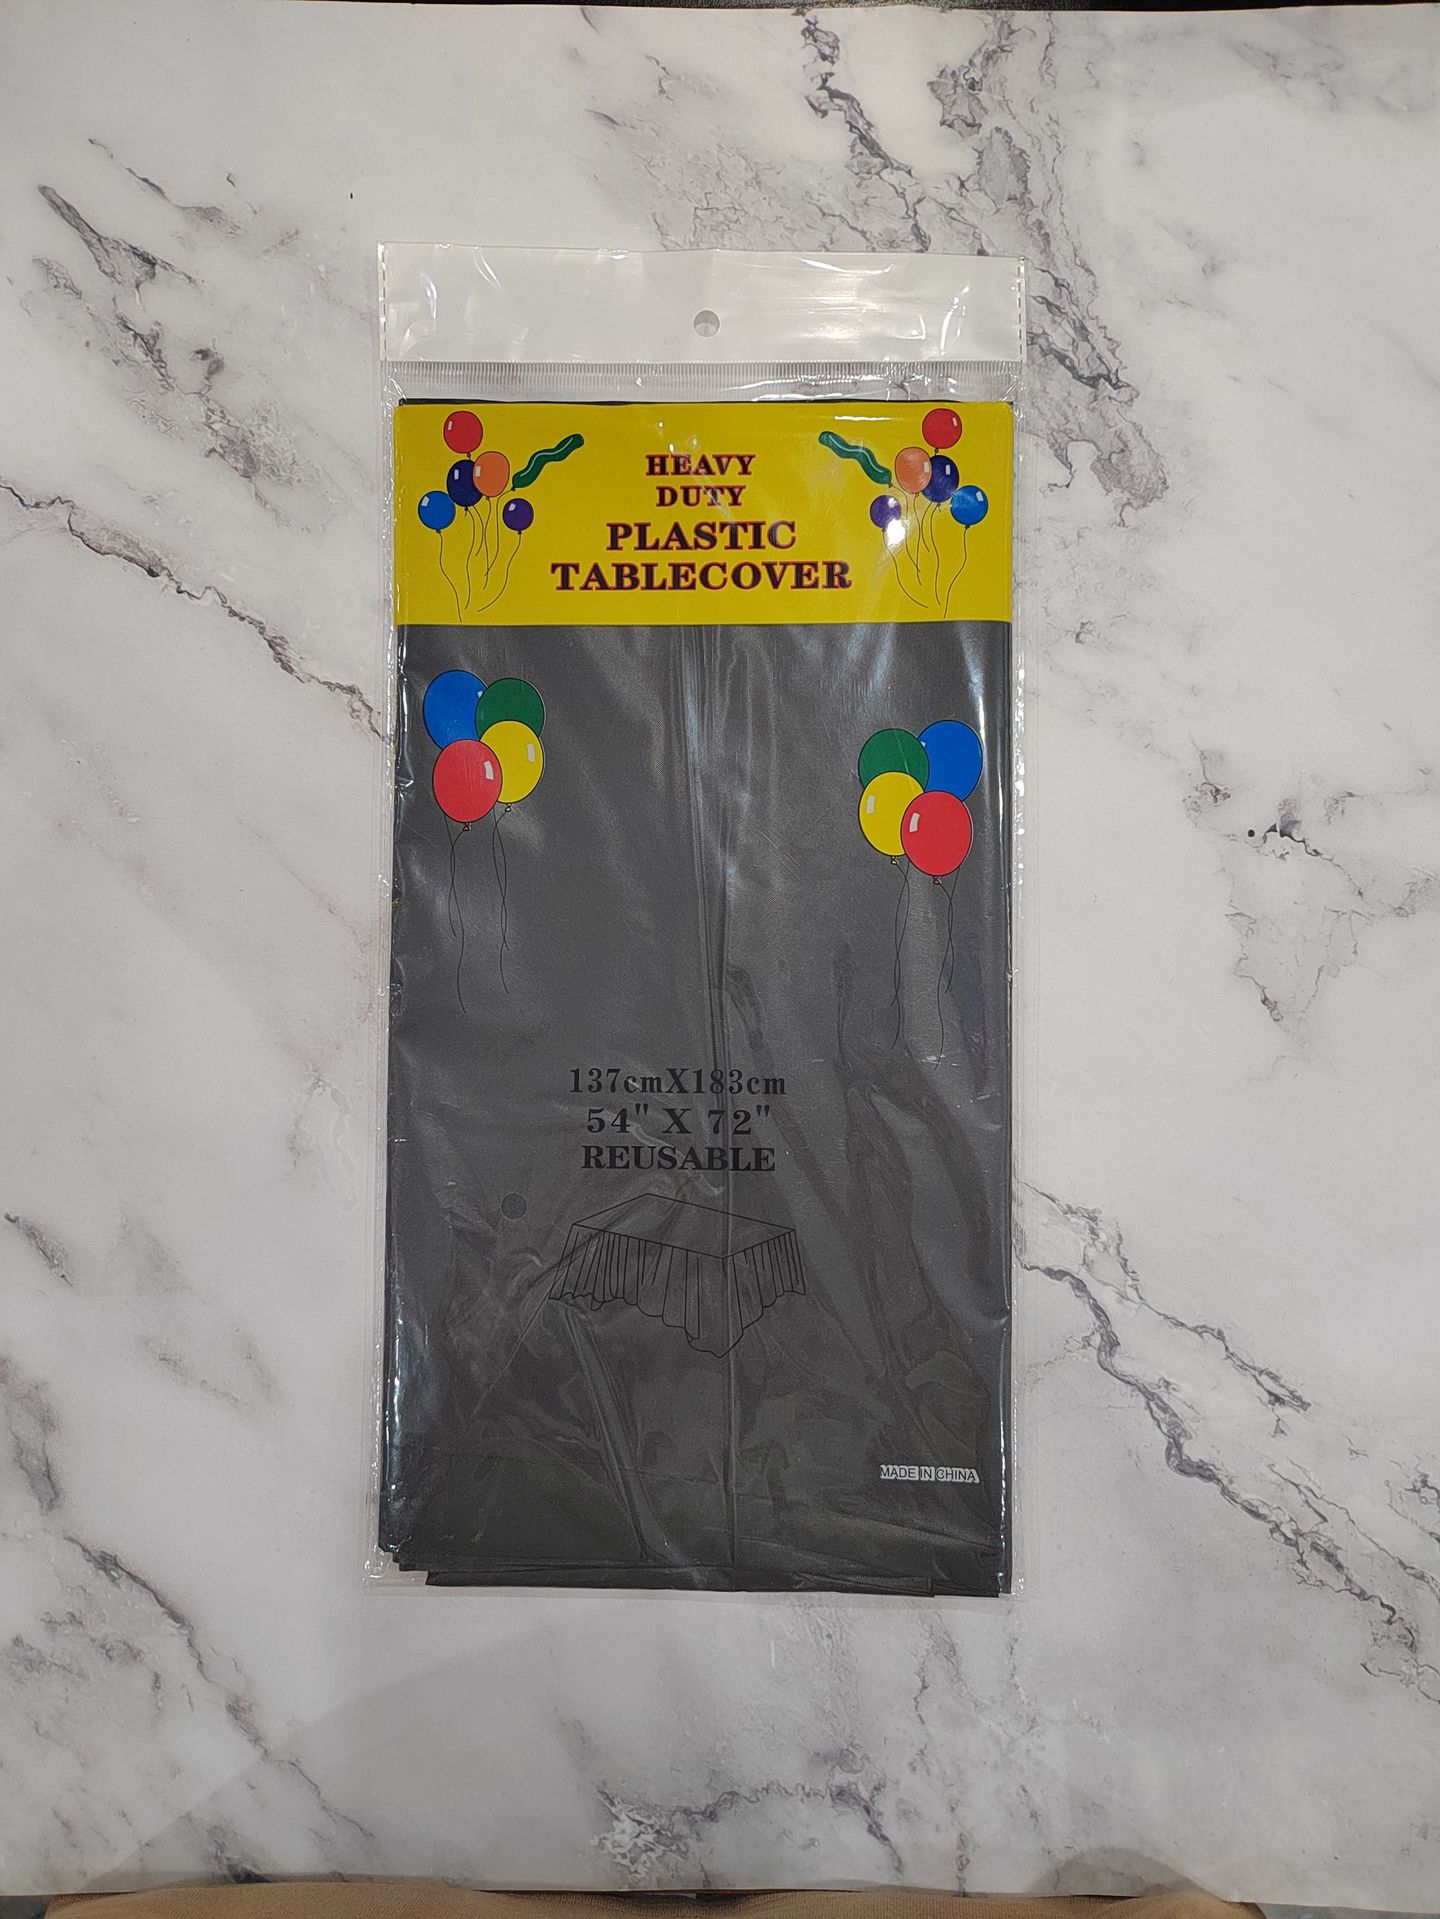 HEAVY
DUTY
PLASTIC
TABLECOVER
137cmX183cm
54" X 72"
REUSABLE
MADE IN CHINA